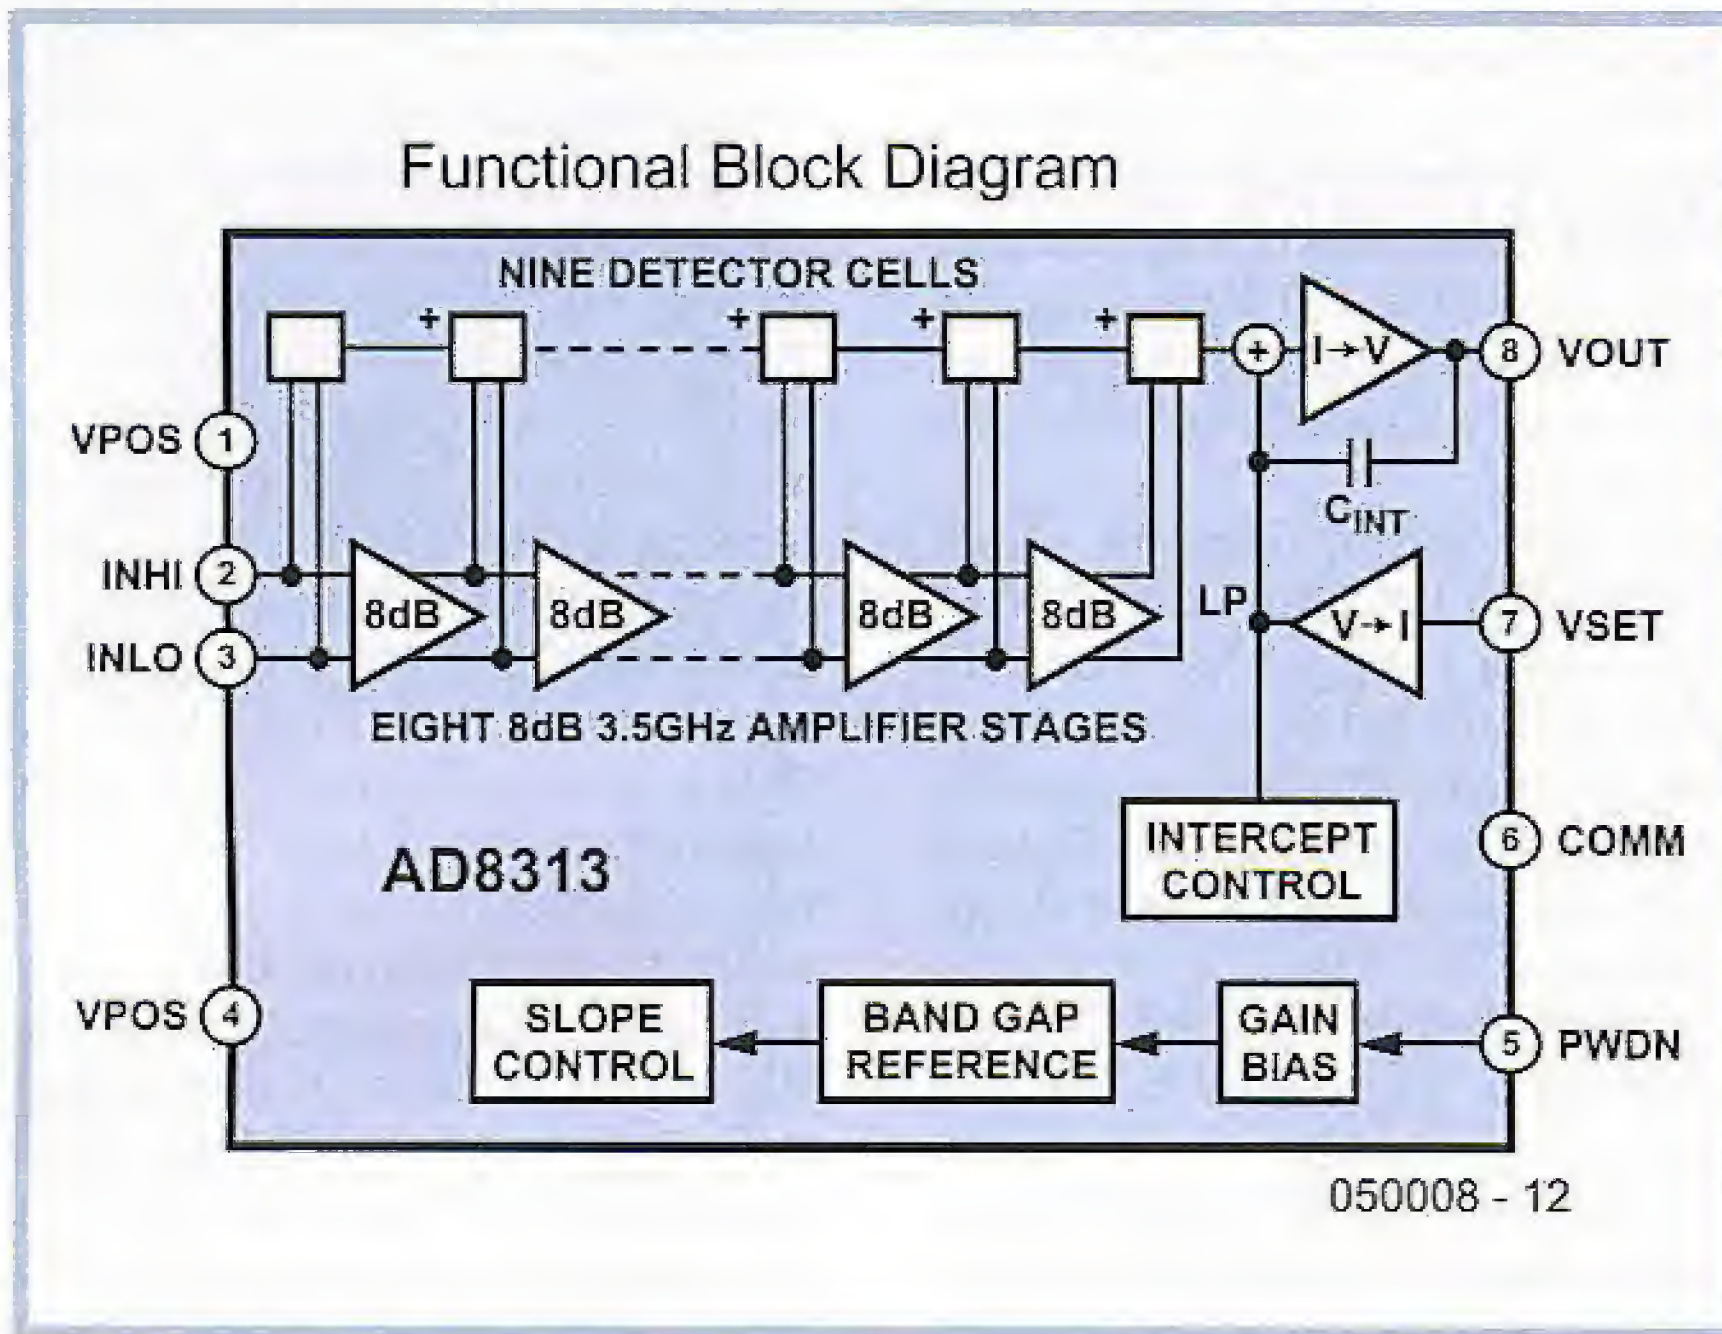 Functional Block Diagram
NINE DETECTOR CELLS
+ + + +
+
I→V
8 VOUT
VPOS 1
CINT
INHI 2
8dB 8dB 8dB 8dB
LP
V→I
7 VSET
INLO 3
EIGHT 8dB 3.5GHz AMPLIFIER STAGES
INTERCEPT
CONTROL
6 COMM
AD8313
VPOS 4
SLOPE
CONTROL
BAND GAP
REFERENCE
GAIN
BIAS
5 PWDN
050008 - 12